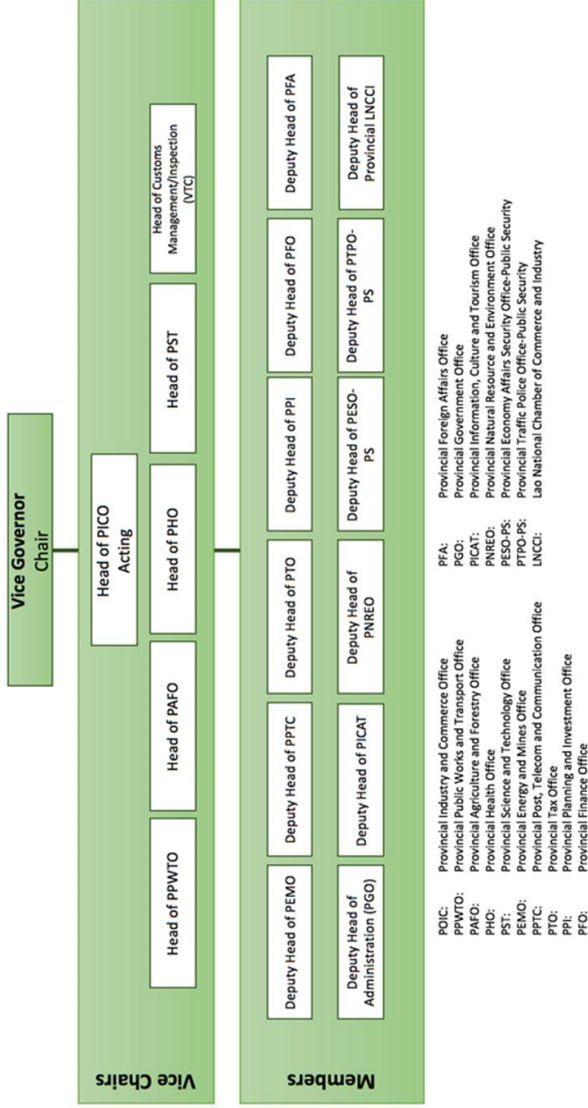 Vice Governor
Chair
Vice Chairs
Head of PICO
Acting
Head of PPWTO
Head of PAFO
Head of PHO
Head of PST
Head of Customs
Management/Inspection
(VTC)
Members
Deputy Head of PEMO
Deputy Head of PPTC
Deputy Head of PTO
Deputy Head of PPI
Deputy Head of PFO
Deputy Head of PFA
Deputy Head of
Administration (PGO)
Deputy Head of PICAT
Deputy Head of
PNREO
Deputy Head of PESO-
PS
Deputy Head of PTPO-
PS
Deputy Head of
Provincial LNCCI
POIC: Provincial Industry and Commerce Office
PPWTO: Provincial Public Works and Transport Office
PAFO: Provincial Agriculture and Forestry Office
PHO: Provincial Health Office
PST: Provincial Science and Technology Office
PEMO: Provincial Energy and Mines Office
PPTC: Provincial Post, Telecom and Communication Office
PTO: Provincial Tax Office
PPI: Provincial Planning and Investment Office
PFO: Provincial Finance Office
PFA: Provincial Foreign Affairs Office
PGO: Provincial Government Office
PICAT: Provincial Information, Culture and Tourism Office
PNREO: Provincial Natural Resource and Environment Office
PESO-PS: Provincial Economy Affairs Security Office-Public Security
PTPO-PS: Provincial Traffic Police Office-Public Security
LNCCI: Lao National Chamber of Commerce and Industry